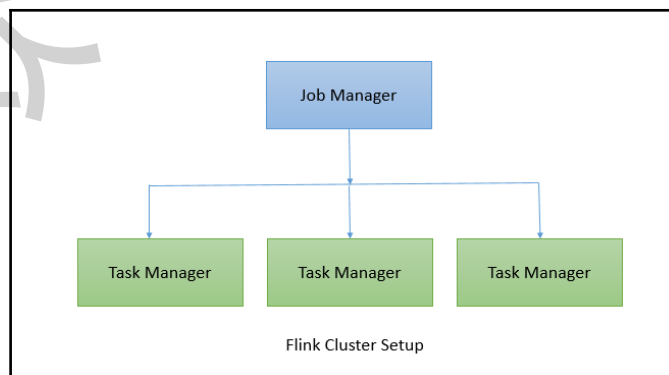 Job Manager
Task Manager
Task Manager
Task Manager
Flink Cluster Setup